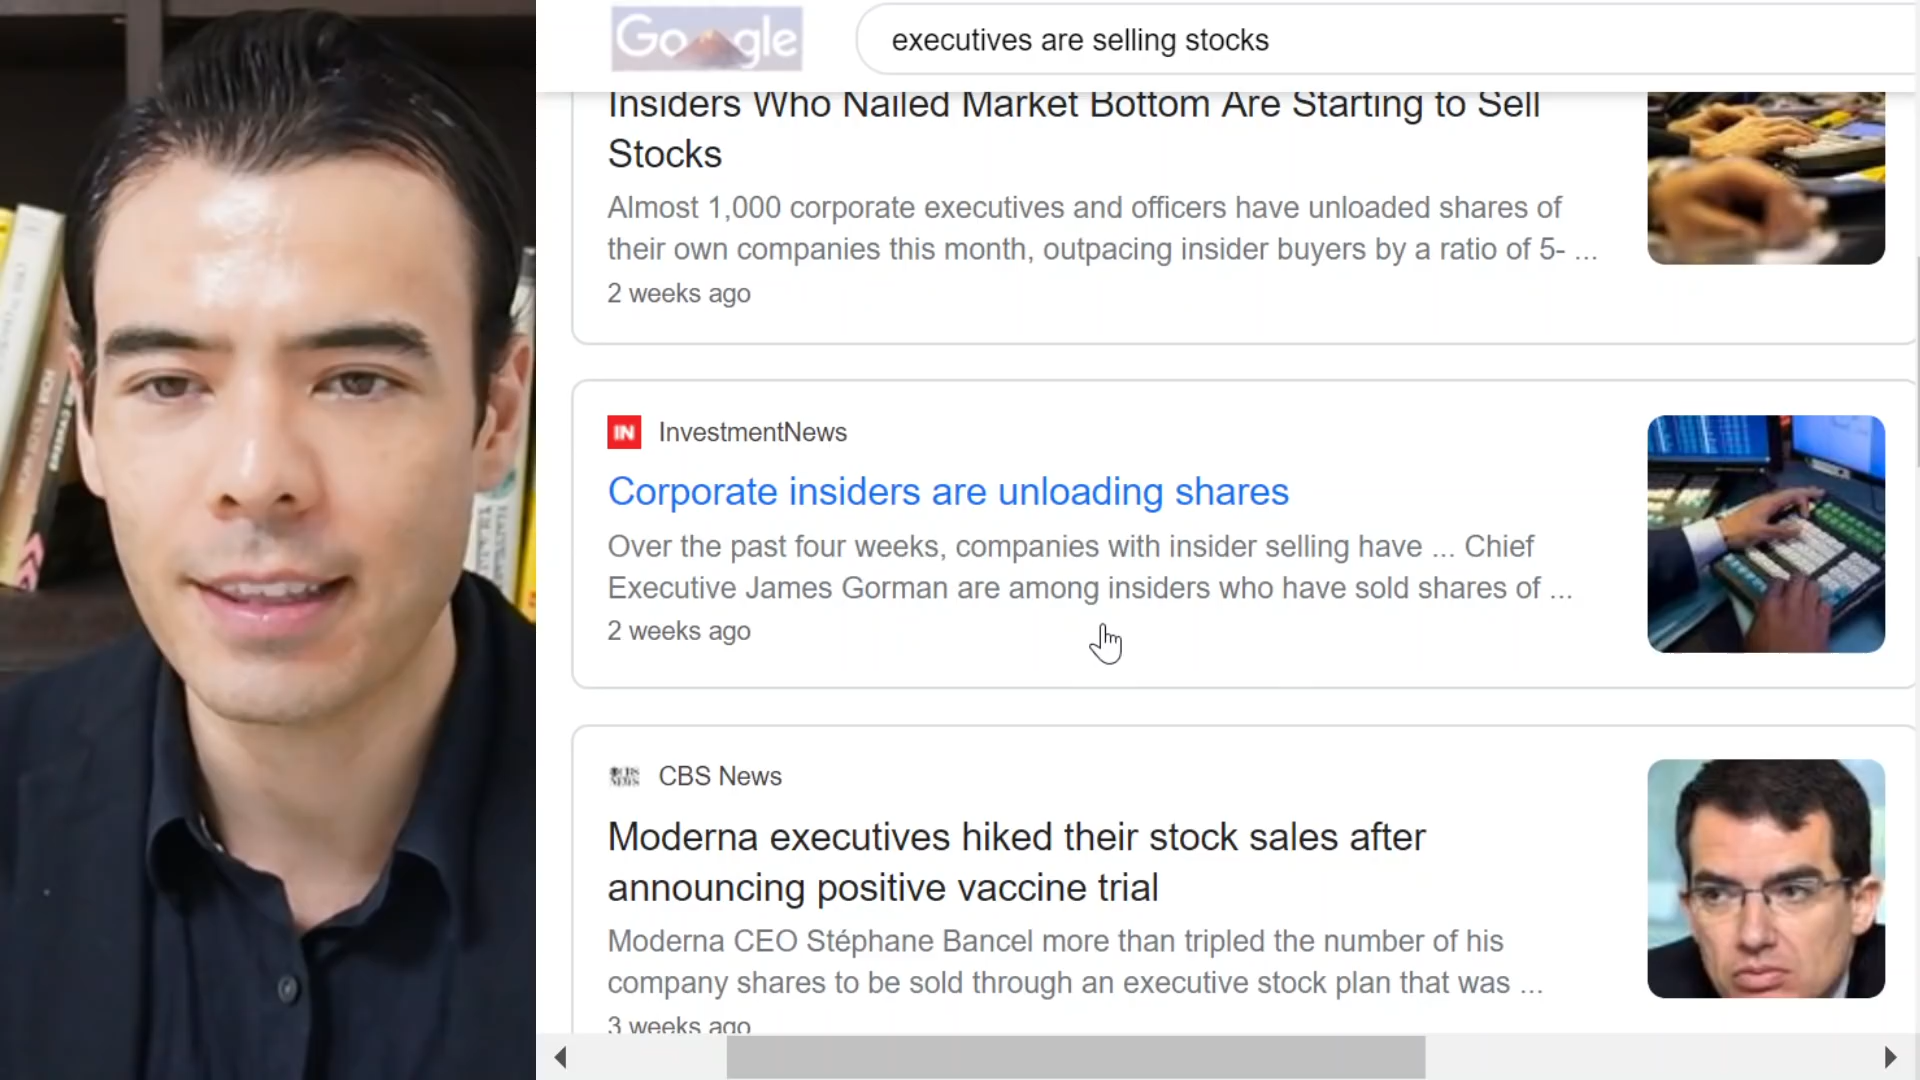 Google
executives are selling stocks
Insiders Who Nailed Market Bottom Are Starting to Sell
Stocks
Almost 1,000 corporate executives and officers have unloaded shares of
their own companies this month, outpacing insider buyers by a ratio of 5- ...
2 weeks ago
IN InvestmentNews
Corporate insiders are unloading shares
Over the past four weeks, companies with insider selling have ... Chief
Executive James Gorman are among insiders who have sold shares of ...
2 weeks ago
CBS NEWS CBS News
Moderna executives hiked their stock sales after
announcing positive vaccine trial
Moderna CEO Stéphane Bancel more than tripled the number of his
company shares to be sold through an executive stock plan that was ...
3 weeks ago